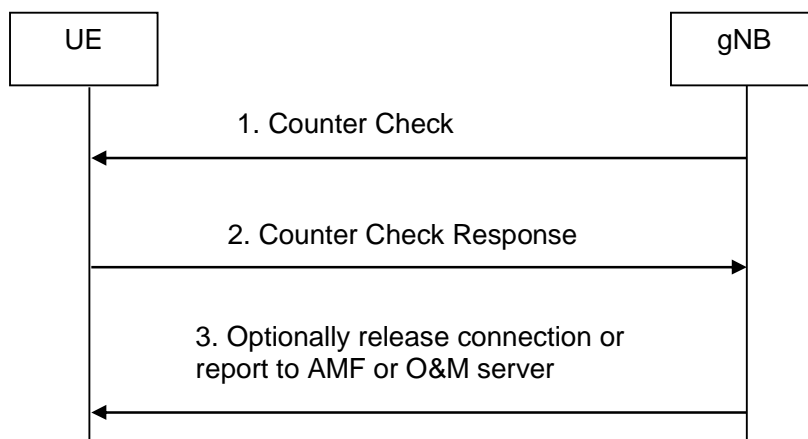 UE
gNB
1. Counter Check
2. Counter Check Response
3. Optionally release connection or
report to AMF or O&M server